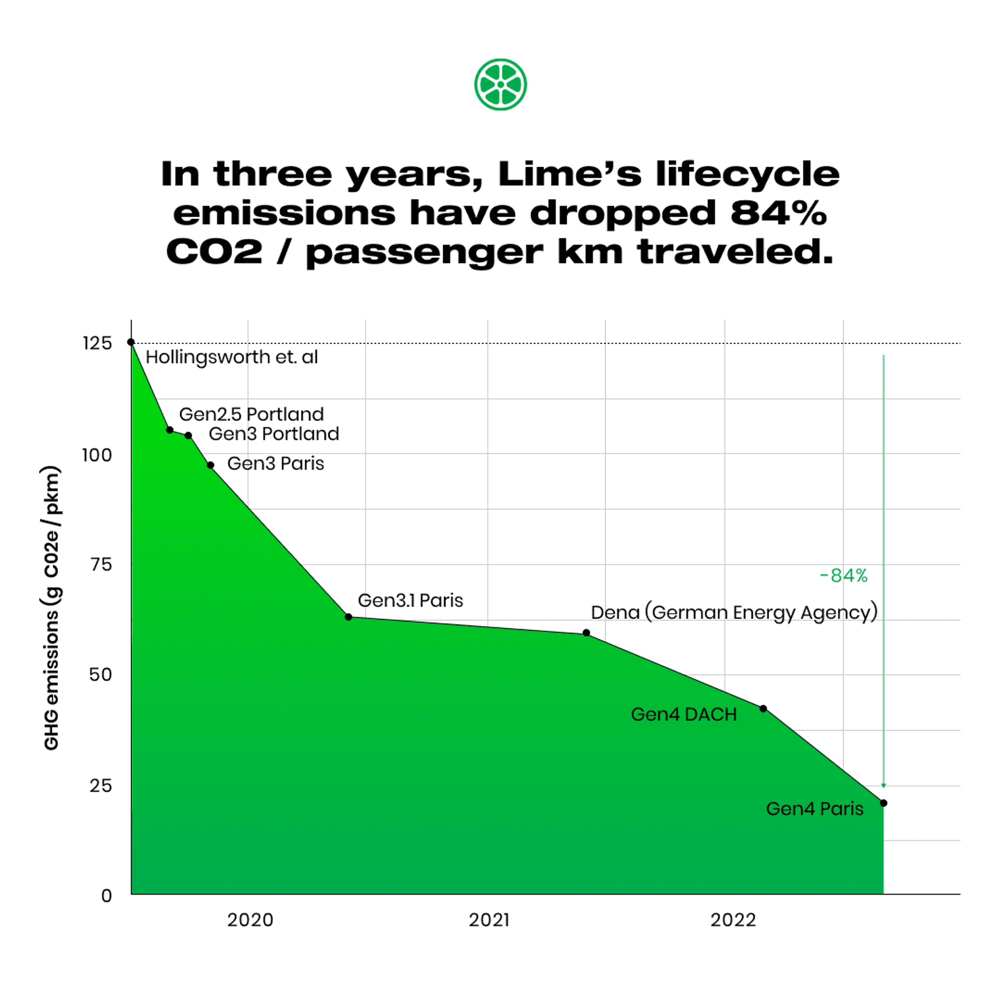 In three years, Lime’s lifecycle
emissions have dropped 84%
CO2 / passenger km traveled.
125
Hollingsworth et. al
Gen2.5 Portland
Gen3 Portland
100
Gen3 Paris
GHG emissions (g C02e / pkm)
75
-84%
Gen3.1 Paris
Dena (German Energy Agency)
50
Gen4 DACH
25
Gen4 Paris
0
2020
2021
2022